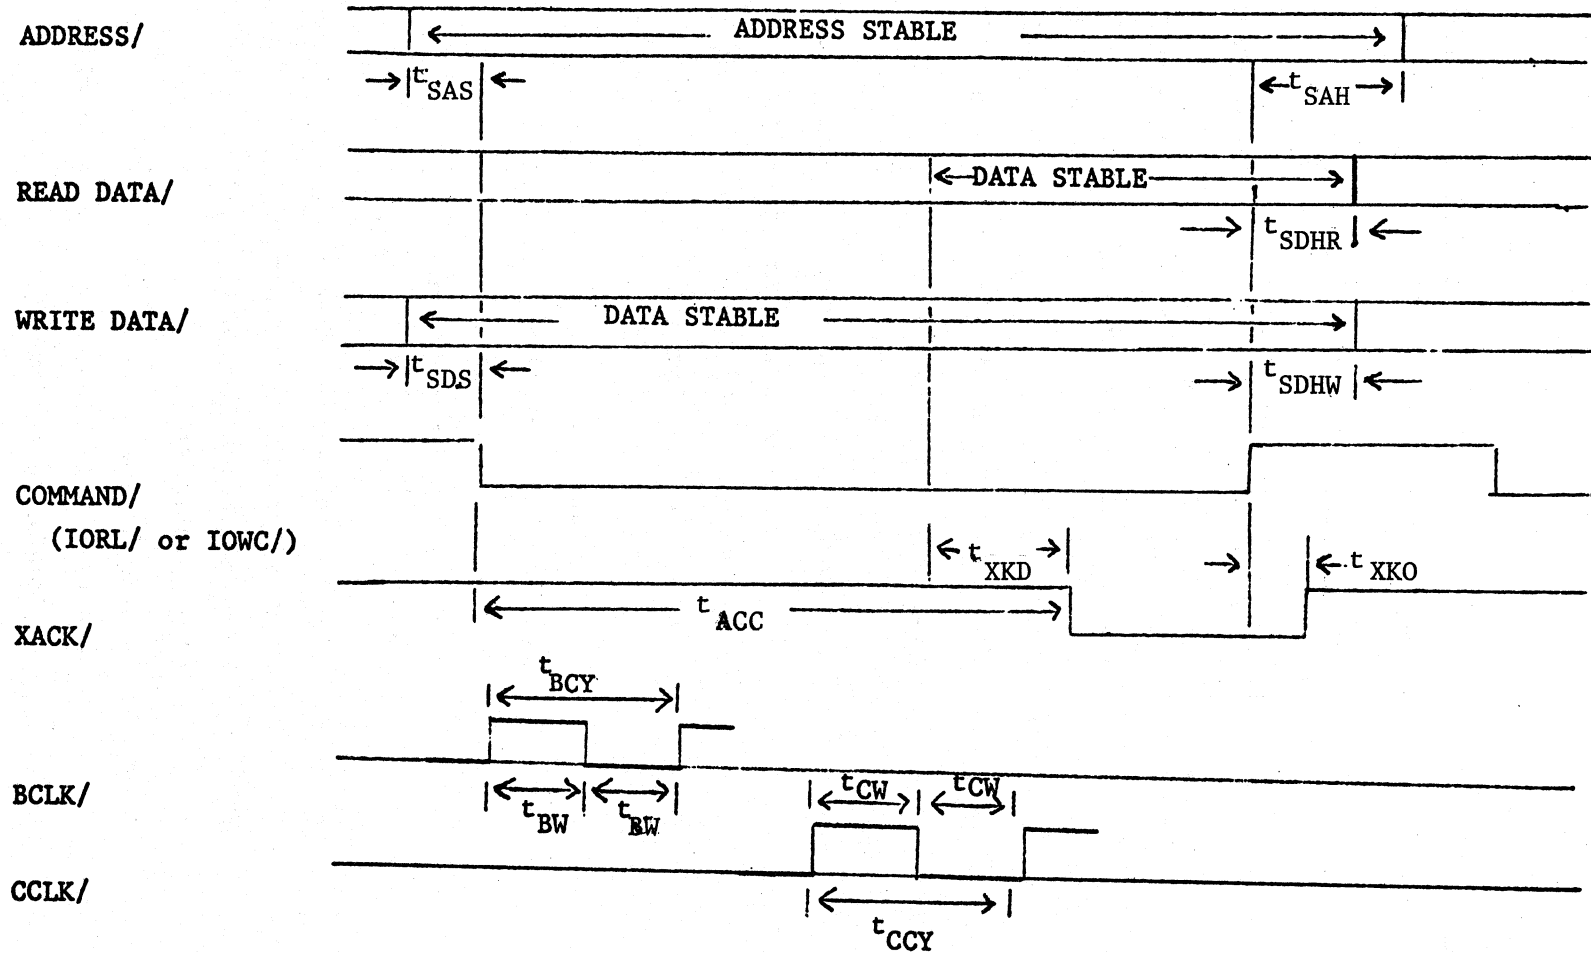 ADDRESS/
ADDRESS STABLE
tSAS
tSAH
READ DATA/
DATA STABLE
tSDHR
WRITE DATA/
DATA STABLE
tSDS
tSDHW
COMMAND/
(IORL/ or IOWC/)
tXKD
tXKO
XACK/
tACC
tBCY
BCLK/
tBW
tBW
tCW
tCW
CCLK/
tCCY